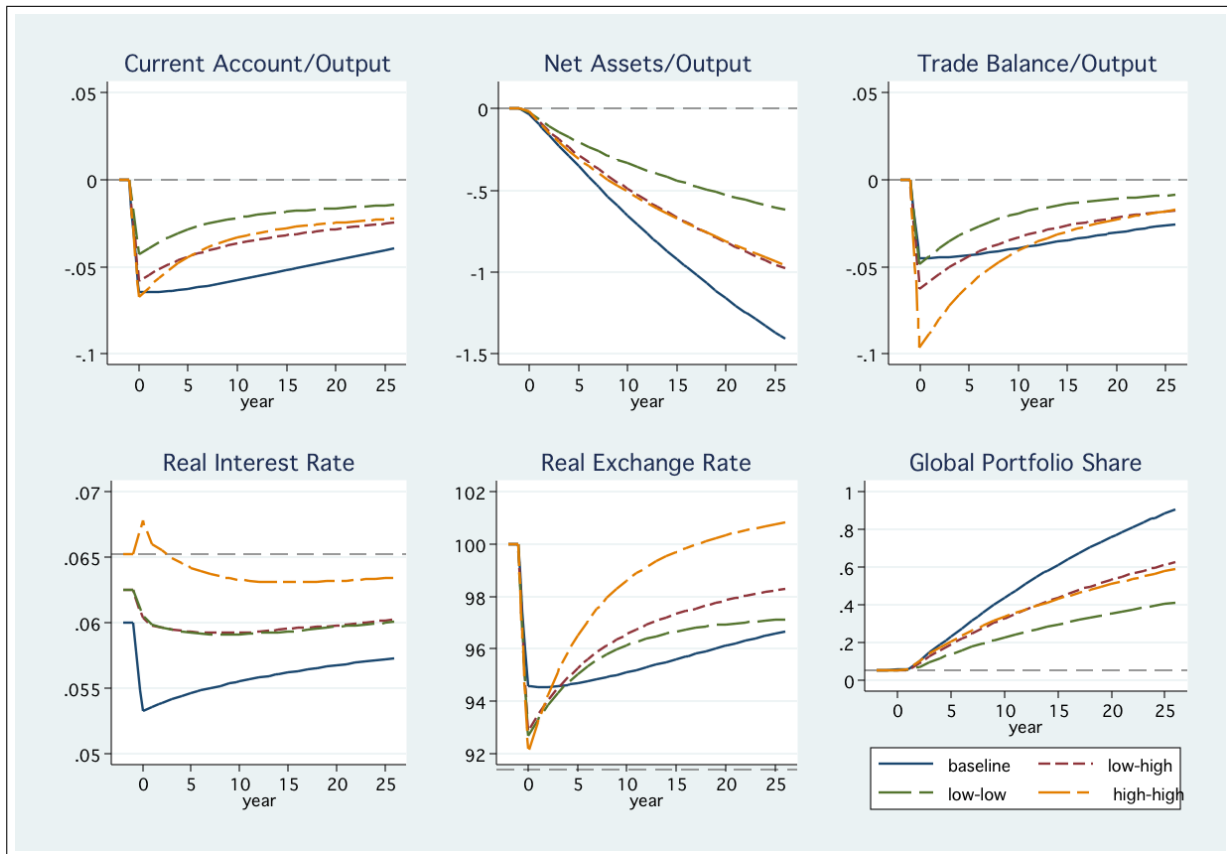 Current Account/Output
.05
0
-.05
-.1
0 5 10 15 20 25
year
Net Assets/Output
0
-.5
-1
-1.5
0 5 10 15 20 25
year
Trade Balance/Output
.05
0
-.05
-.1
0 5 10 15 20 25
year
Real Interest Rate
.07
.065
.06
.055
.05
0 5 10 15 20 25
year
Real Exchange Rate
102
100
98
96
94
92
0 5 10 15 20 25
year
Global Portfolio Share
1
.8
.6
.4
.2
0
0 5 10 15 20 25
year
baseline low-high
low-low high-high